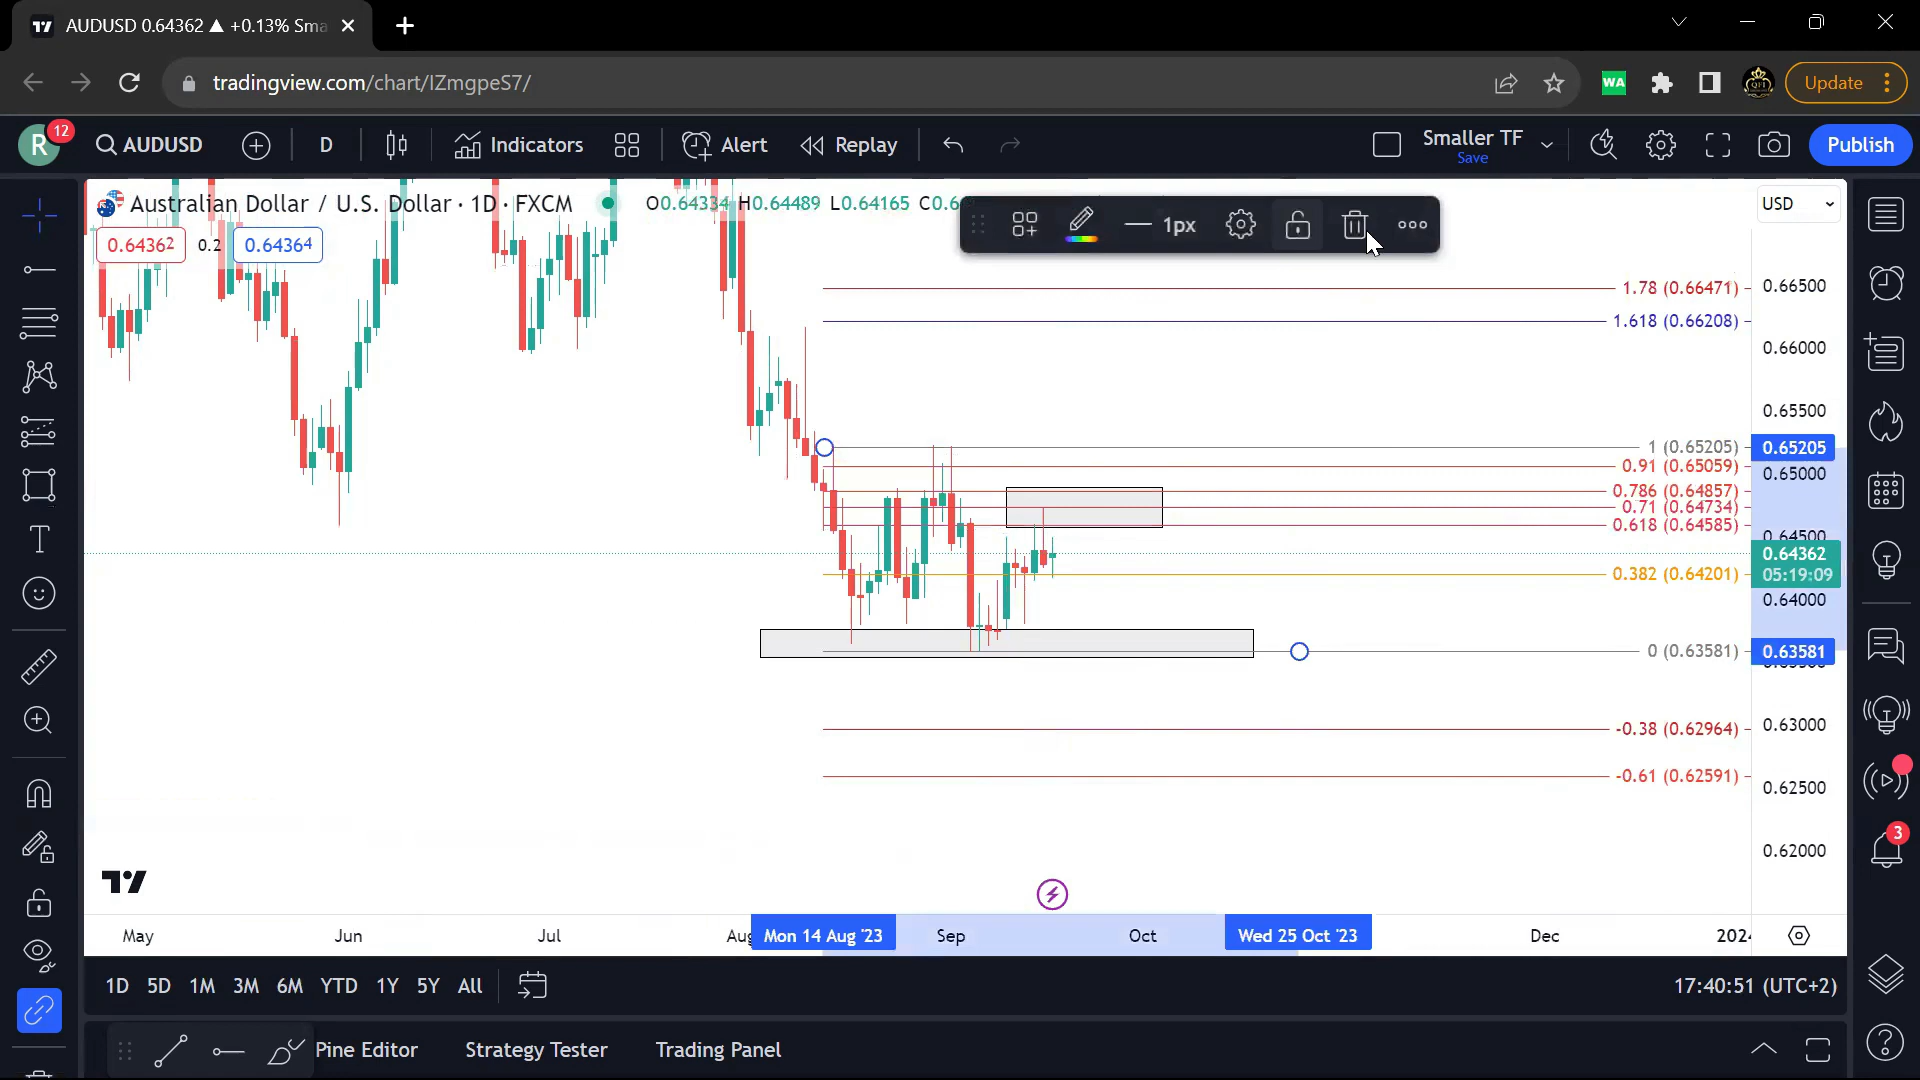 AUDUSD 0.64362 ▲ +0.13% Sma
tradingview.com/chart/IZmgpeS7/
WA
Update
R
12
AUDUSD
D
Indicators
Alert
Replay
Smaller TF
Save
Publish
Australian Dollar / U.S. Dollar · 1D · FXCM
O0.64334 H0.64489 L0.64165 C0.6
1px
USD
0.64362
0.2
0.64364
1.78 (0.66471)
0.66500
1.618 (0.66208)
0.66000
0.65500
1 (0.65205)
0.65205
0.91 (0.65059)
0.65000
0.786 (0.64857)
0.71 (0.64734)
0.618 (0.64585)
0.64500
0.64362
05:19:09
0.382 (0.64201)
0.64000
0 (0.63581)
0.63581
-0.38 (0.62964)
0.63000
-0.61 (0.62591)
0.62500
0.62000
3
May
Jun
Jul
Aug
Mon 14 Aug '23
Sep
Oct
Wed 25 Oct '23
Dec
2024
1D
5D
1M
3M
6M
YTD
1Y
5Y
All
17:40:51 (UTC+2)
Pine Editor
Strategy Tester
Trading Panel